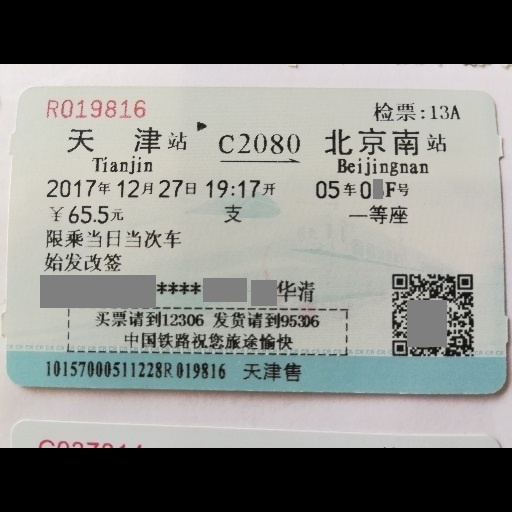 R019816
检票:13A
天津站 C2080 北京南站
Tianjin Beijingnan
2017年12月27日19:17开 05车0 F号
￥65.5元 支 一等座
限乘当日当次车
始发改签
**** 华清
买票请到12306 发货请到95306
中国铁路祝您旅途愉快
10157000511228R019816 天津售